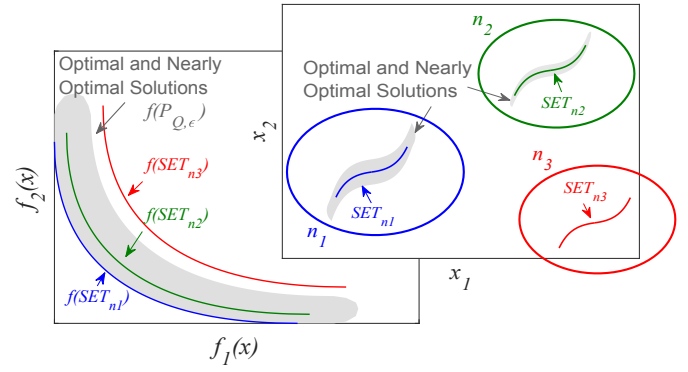 Optimal and Nearly
Optimal Solutions
f(P_{Q,ϵ})
f(SET_{n3})
f(SET_{n2})
f(SET_{n1})
f_2(x)
f_1(x)
n_2
SET_{n2}
Optimal and Nearly
Optimal Solutions
x_2
n_3
SET_{n3}
SET_{n1}
n_1
x_1